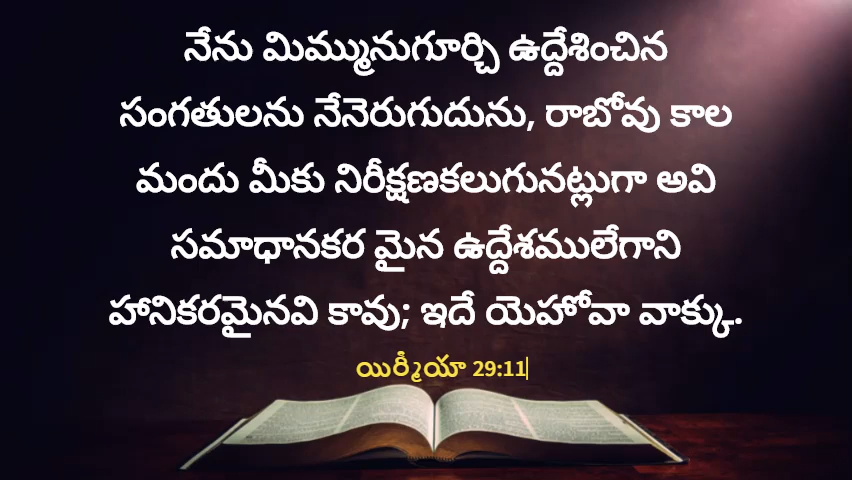 నేను మిమ్మునుగూర్చి ఉద్దేశించిన
సంగతులను నేనెరుగుదును, రాబోవు కాల
మందు మీకు నిరీక్షణకలుగునట్లుగా అవి
సమాధానకర మైన ఉద్దేశములేగాని
హానికరమైనవి కావు; ఇదే యెహోవా వాక్కు.
యిర్మీయా 29:11